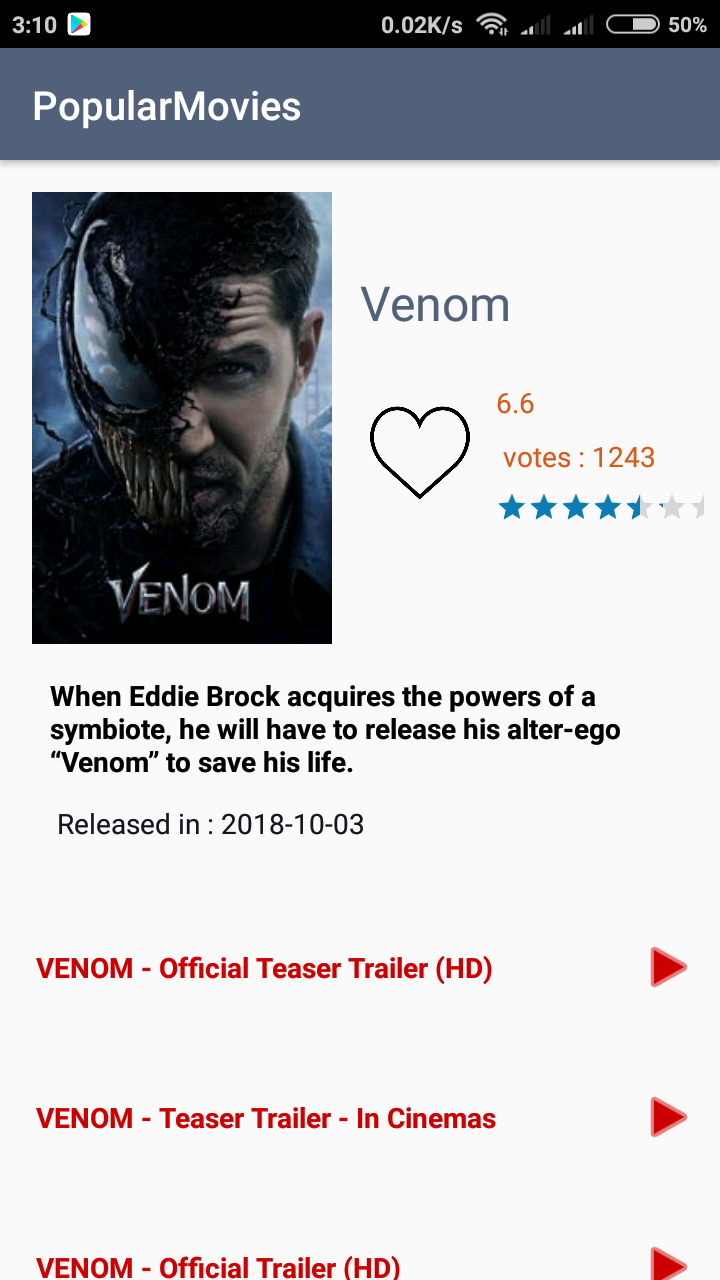 3:10 0.02K/s 50%
PopularMovies
VENOM
Venom
6.6
votes : 1243
When Eddie Brock acquires the powers of a
symbiote, he will have to release his alter-ego
“Venom” to save his life.
Released in : 2018-10-03
VENOM - Official Teaser Trailer (HD)
VENOM - Teaser Trailer - In Cinemas
VENOM - Official Trailer (HD)